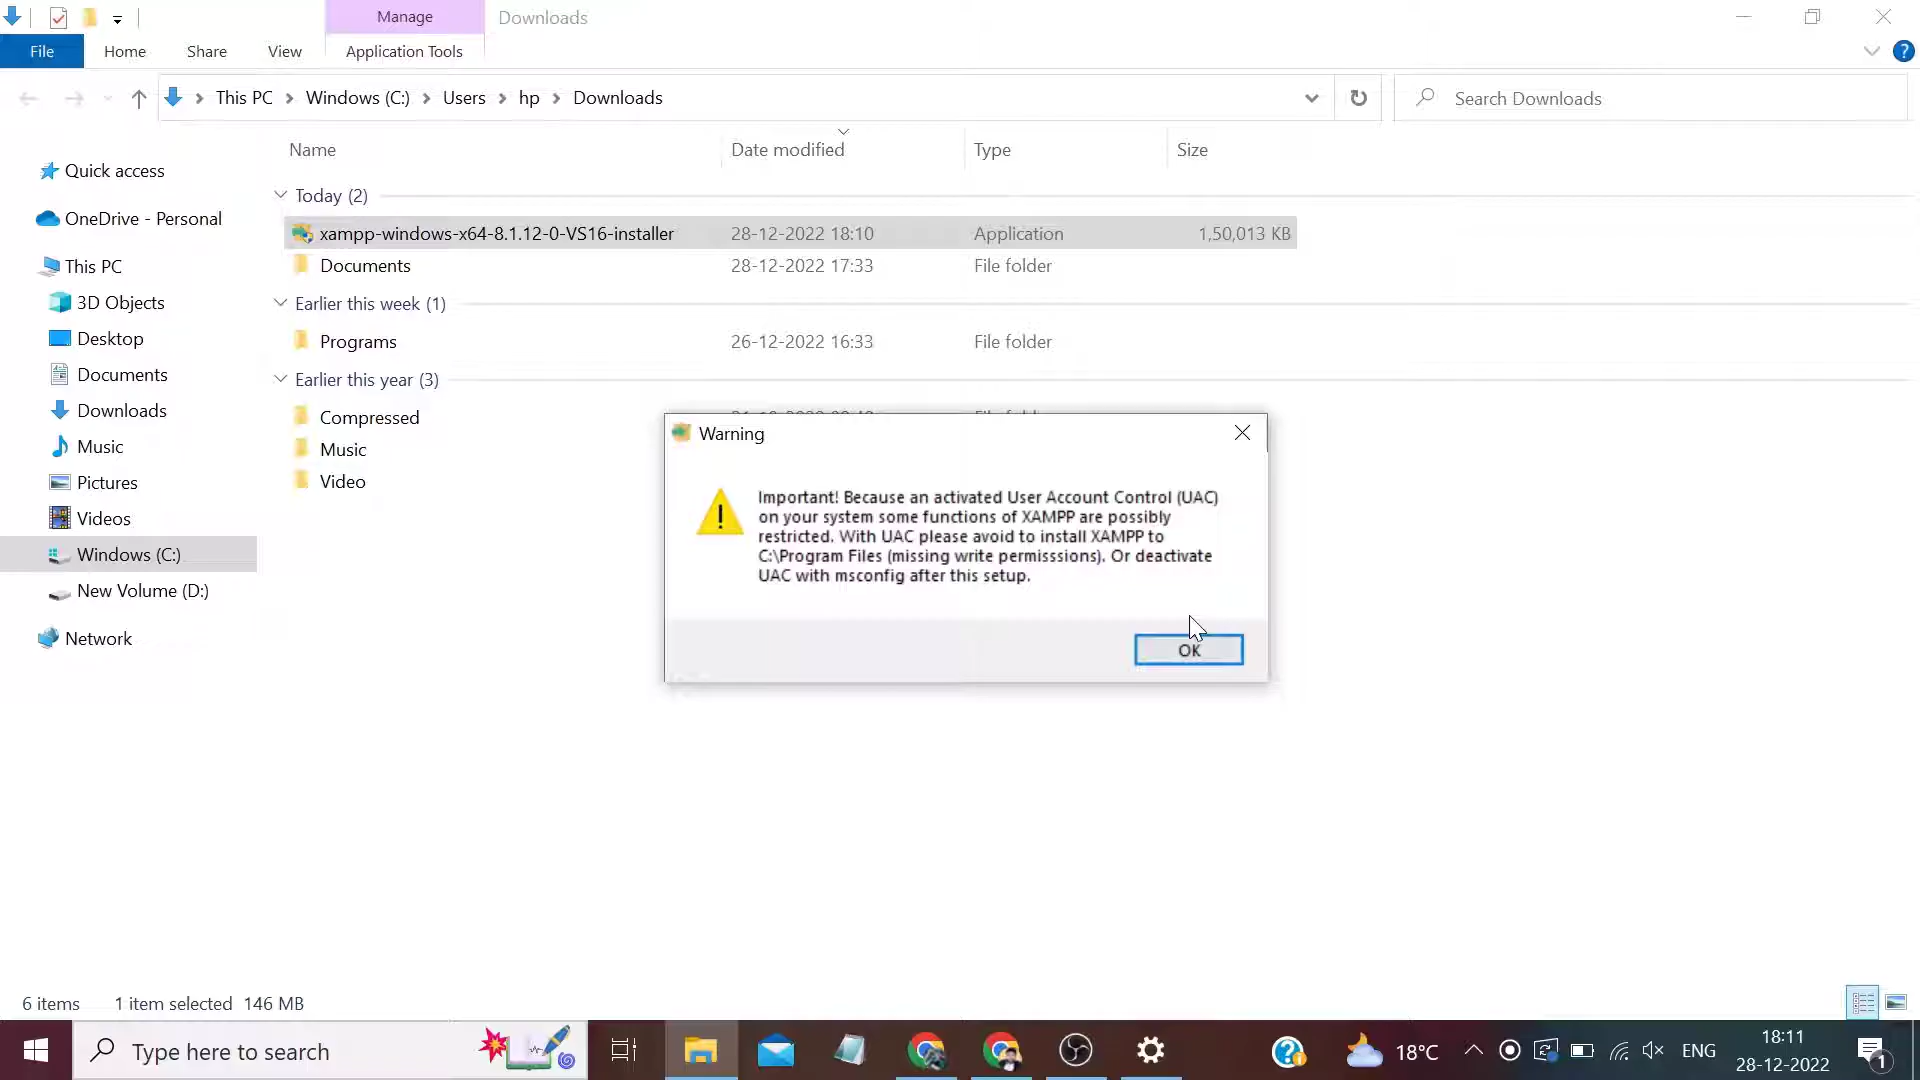 Manage
Downloads
File
Home
Share
View
Application Tools
This PC
Windows (C:)
Users
hp
Downloads
Search Downloads
Name
Date modified
Type
Size
Quick access
OneDrive - Personal
This PC
3D Objects
Desktop
Documents
Downloads
Music
Pictures
Videos
Windows (C:)
New Volume (D:)
Network
Today (2)
xampp-windows-x64-8.1.12-0-VS16-installer 28-12-2022 18:10 Application 1,50,013 KB
Documents 28-12-2022 17:33 File folder
Earlier this week (1)
Programs 26-12-2022 16:33 File folder
Earlier this year (3)
Compressed
Music
Video
Warning
Important! Because an activated User Account Control (UAC)
on your system some functions of XAMPP are possibly
restricted. With UAC please avoid to install XAMPP to
C:\Program Files (missing write permisssions). Or deactivate
UAC with msconfig after this setup.
OK
6 items 1 item selected 146 MB
Type here to search
18°C
ENG
18:11
28-12-2022
1